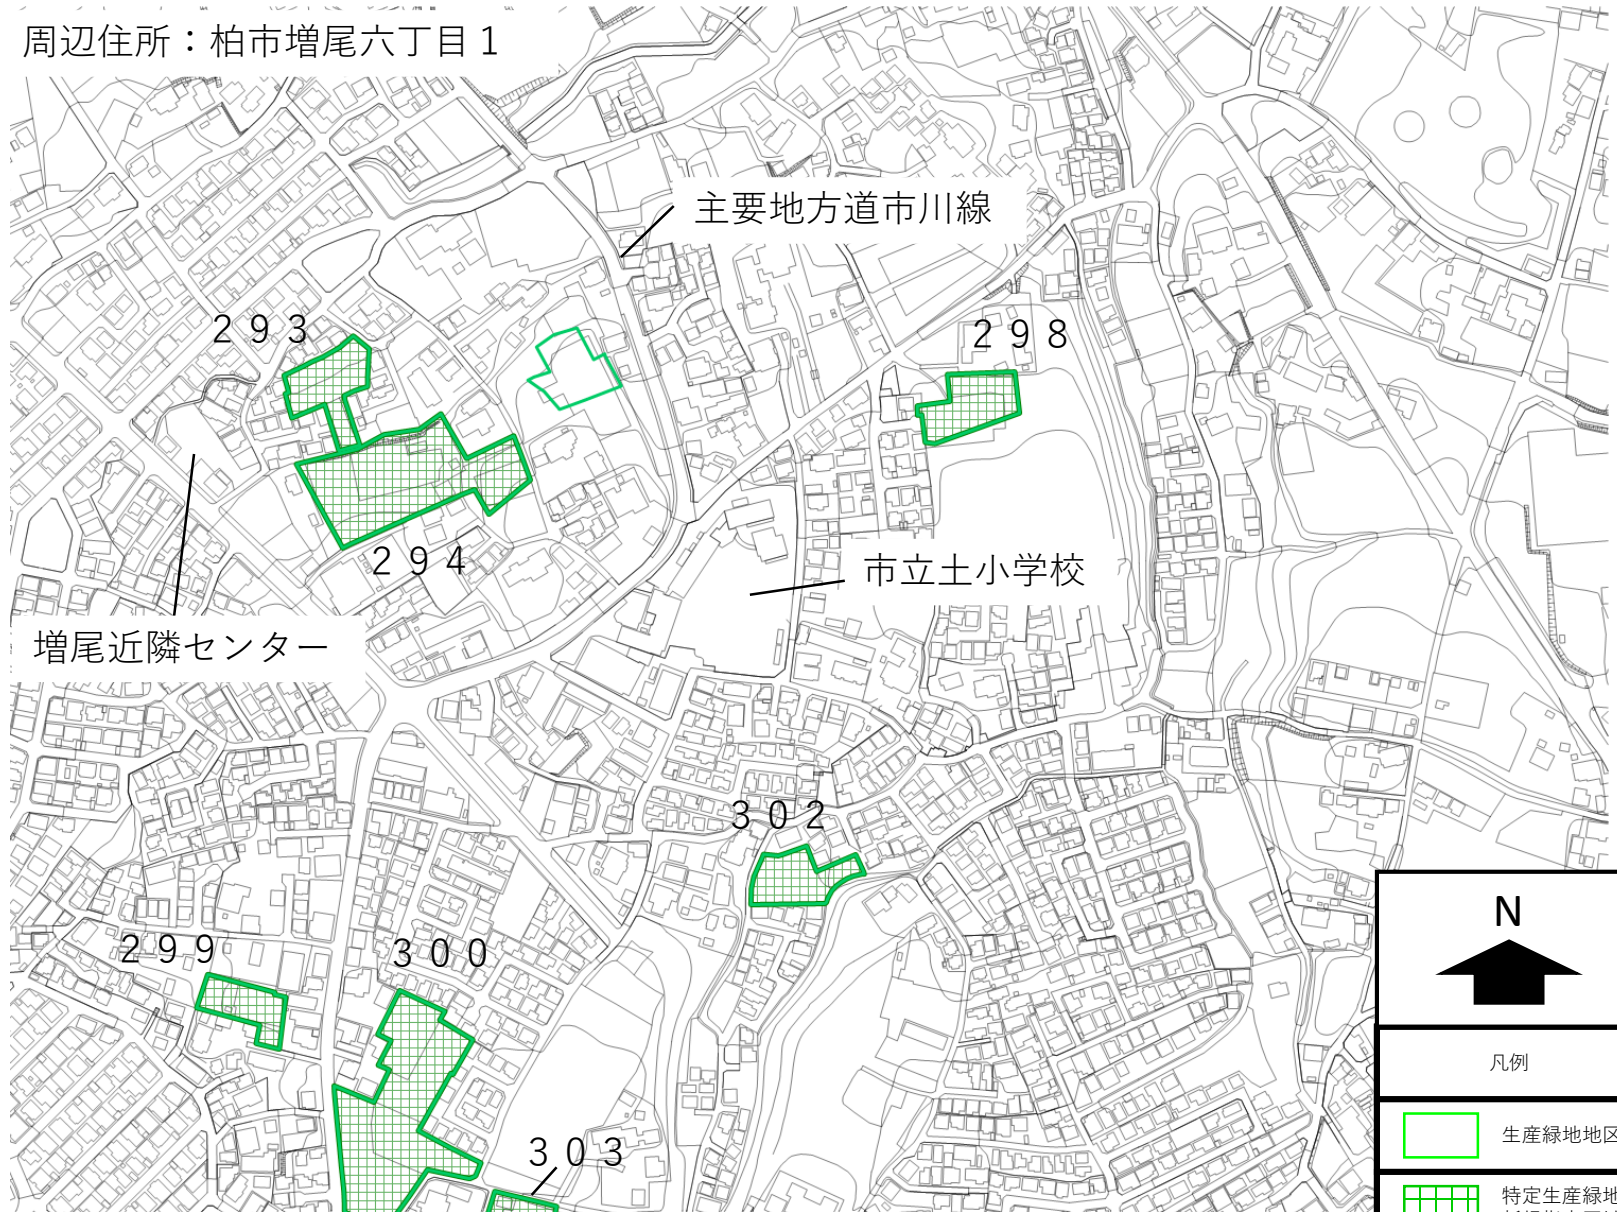 周辺住所：柏市増尾六丁目１
主要地方道市川線
２９３
２９８
２９４
市立土小学校
増尾近隣センター
３０２
２９９
３００
３０３
N
凡例
生産緑地地区
特定生産緑地